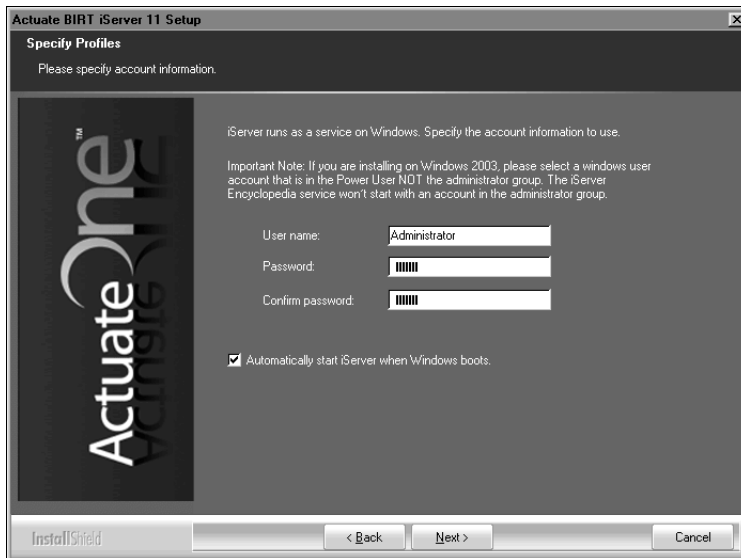 Actuate BIRT iServer 11 Setup
Specify Profiles
Please specify account information.
ActuateOne™
iServer runs as a service on Windows. Specify the account information to use.
Important Note: If you are installing on Windows 2003, please select a windows user
account that is in the Power User NOT the administrator group. The iServer
Encyclopedia service won't start with an account in the administrator group.
User name:
Administrator
Password:
Confirm password:
Automatically start iServer when Windows boots.
InstallShield
< Back
Next >
Cancel